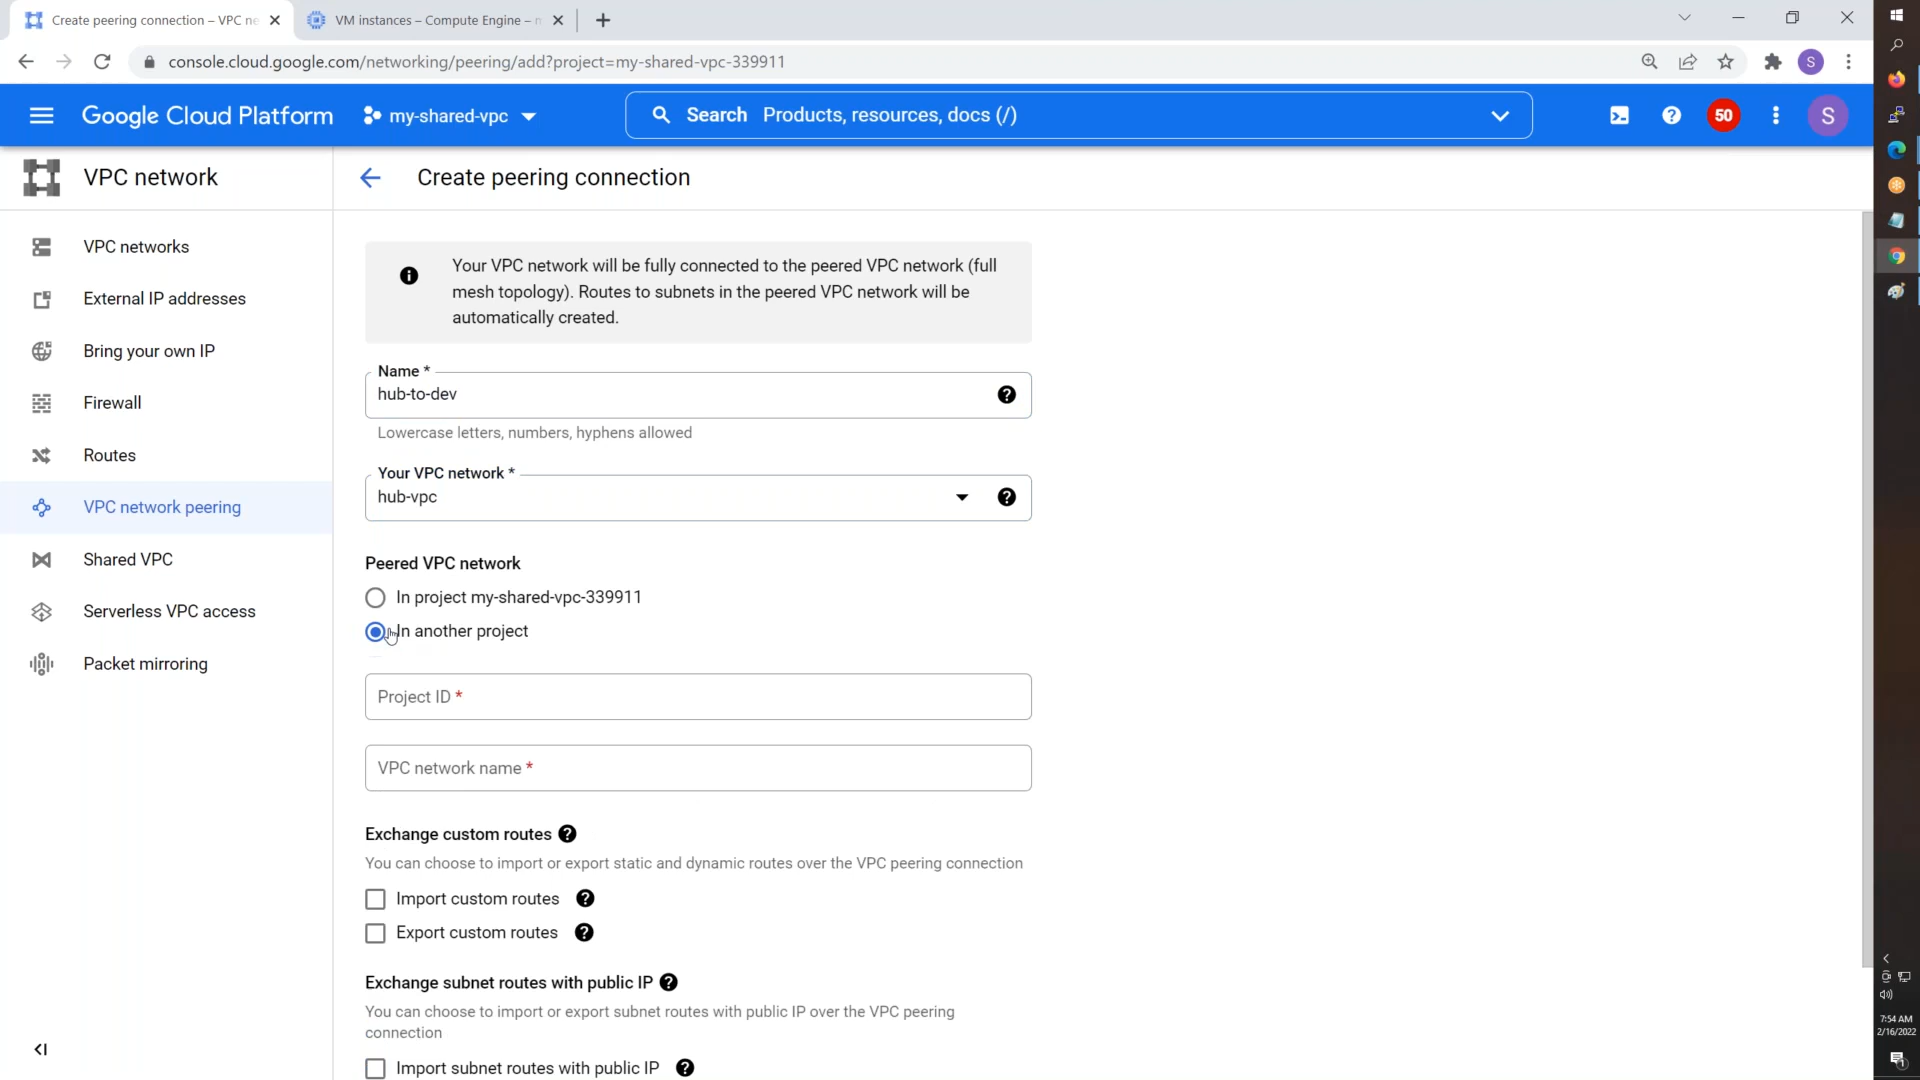 Create peering connection – VPC ne
VM instances – Compute Engine –
console.cloud.google.com/networking/peering/add?project=my-shared-vpc-339911
S
Google Cloud Platform
my-shared-vpc
Search Products, resources, docs (/)
50
S
VPC network
Create peering connection
VPC networks
External IP addresses
Bring your own IP
Firewall
Routes
VPC network peering
Shared VPC
Serverless VPC access
Packet mirroring
Your VPC network will be fully connected to the peered VPC network (full
mesh topology). Routes to subnets in the peered VPC network will be
automatically created.
Name *
hub-to-dev
Lowercase letters, numbers, hyphens allowed
Your VPC network *
hub-vpc
Peered VPC network
In project my-shared-vpc-339911
In another project
Project ID *
VPC network name *
Exchange custom routes
You can choose to import or export static and dynamic routes over the VPC peering connection
Import custom routes
Export custom routes
Exchange subnet routes with public IP
You can choose to import or export subnet routes with public IP over the VPC peering
connection
Import subnet routes with public IP
7:54 AM
2/16/2022